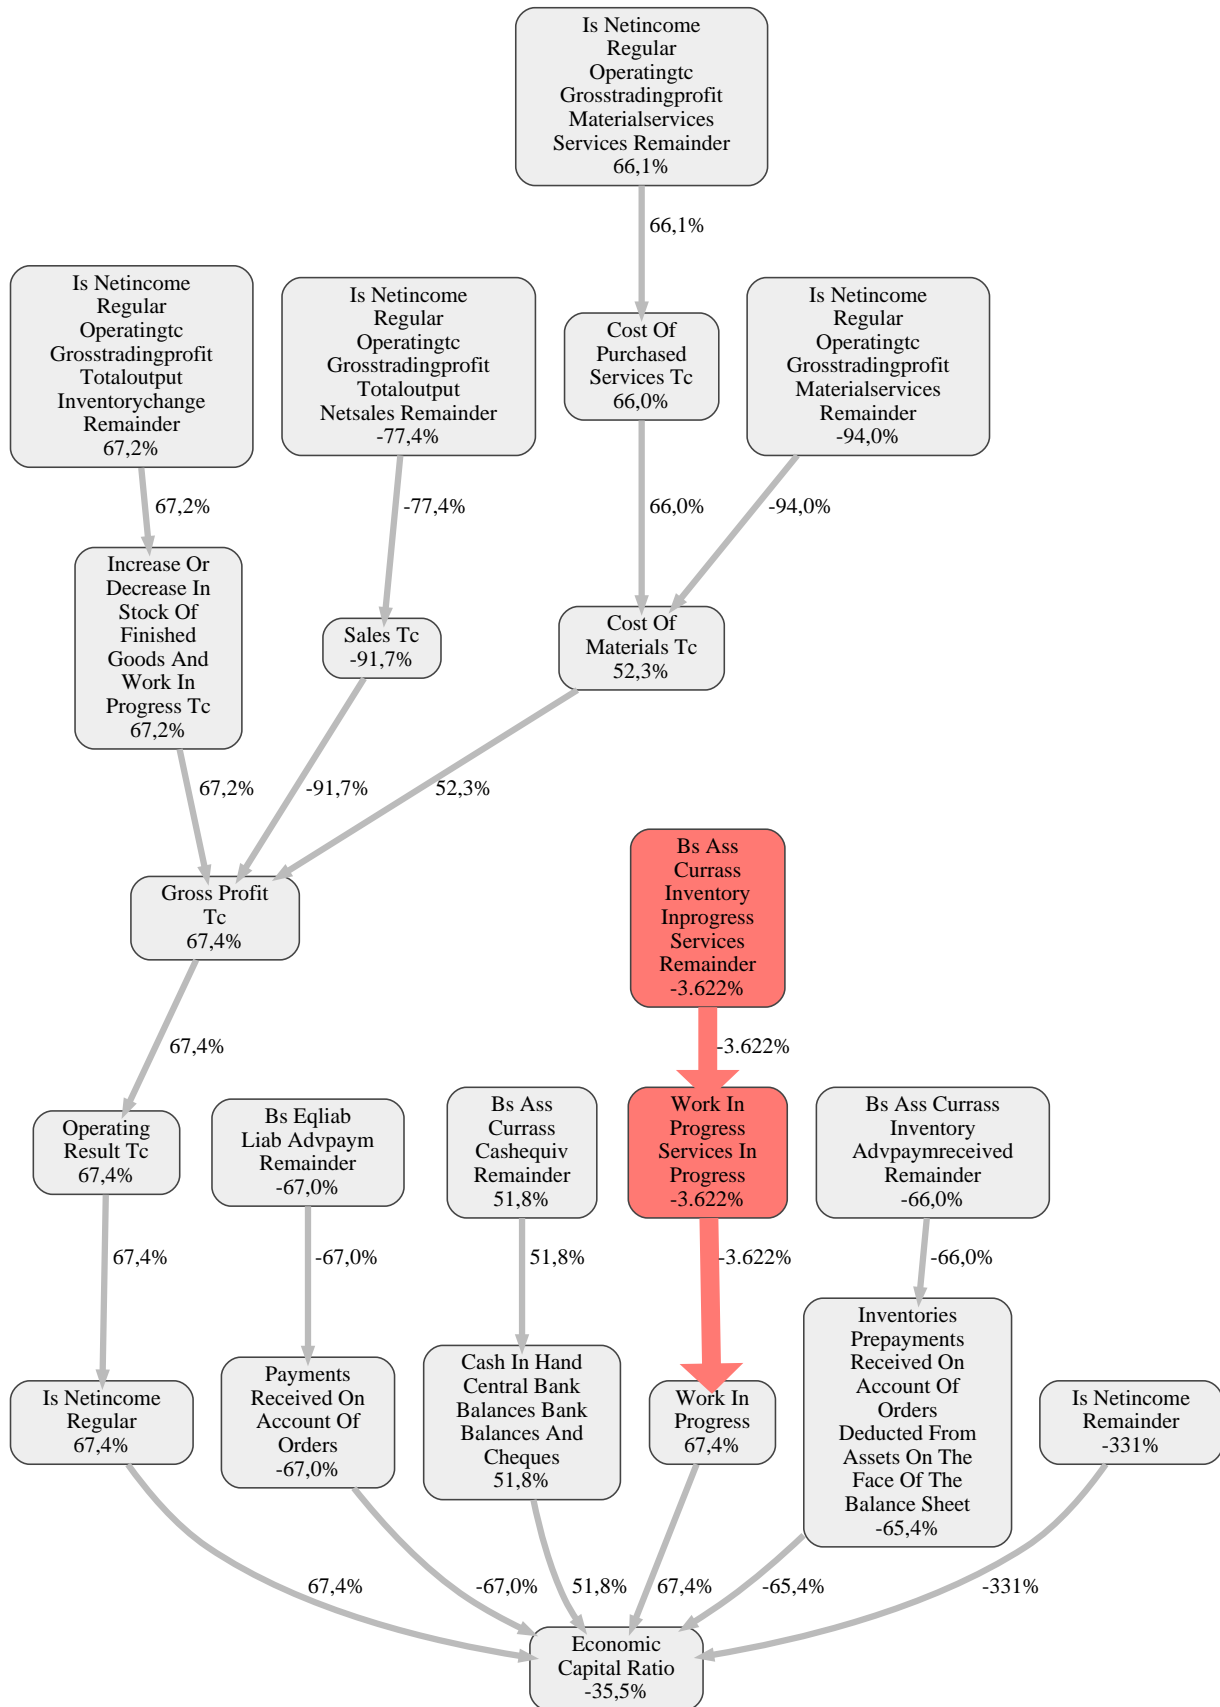 Is Netincome
Regular
Operatingtc
Grosstradingprofit
Materialservices
Services Remainder
66,1%
66,1%
Is Netincome
Regular
Operatingtc
Grosstradingprofit
Totaloutput
Inventorychange
Remainder
67,2%
Is Netincome
Regular
Operatingtc
Grosstradingprofit
Totaloutput
Netsales Remainder
-77,4%
Cost Of
Purchased
Services Tc
66,0%
Is Netincome
Regular
Operatingtc
Grosstradingprofit
Materialservices
Remainder
-94,0%
67,2%
-77,4%
66,0%
-94,0%
Increase Or
Decrease In
Stock Of
Finished
Goods And
Work In
Progress Tc
67,2%
Sales Tc
-91,7%
Cost Of
Materials Tc
52,3%
67,2%
-91,7%
52,3%
Gross Profit
Tc
67,4%
Bs Ass
Currass
Inventory
Inprogress
Services
Remainder
-3.622%
67,4%
-3.622%
Operating
Result Tc
67,4%
Bs Eqliab
Liab Advpaym
Remainder
-67,0%
Bs Ass
Currass
Cashequiv
Remainder
51,8%
Work In
Progress
Services In
Progress
-3.622%
Bs Ass Currass
Inventory
Advpaymreceived
Remainder
-66,0%
67,4%
-67,0%
51,8%
-3.622%
-66,0%
Is Netincome
Regular
67,4%
Payments
Received On
Account Of
Orders
-67,0%
Cash In Hand
Central Bank
Balances Bank
Balances And
Cheques
51,8%
Work In
Progress
67,4%
Inventories
Prepayments
Received On
Account Of
Orders
Deducted From
Assets On The
Face Of The
Balance Sheet
-65,4%
Is Netincome
Remainder
-331%
67,4%
-67,0%
51,8%
67,4%
-65,4%
-331%
Economic
Capital Ratio
-35,5%